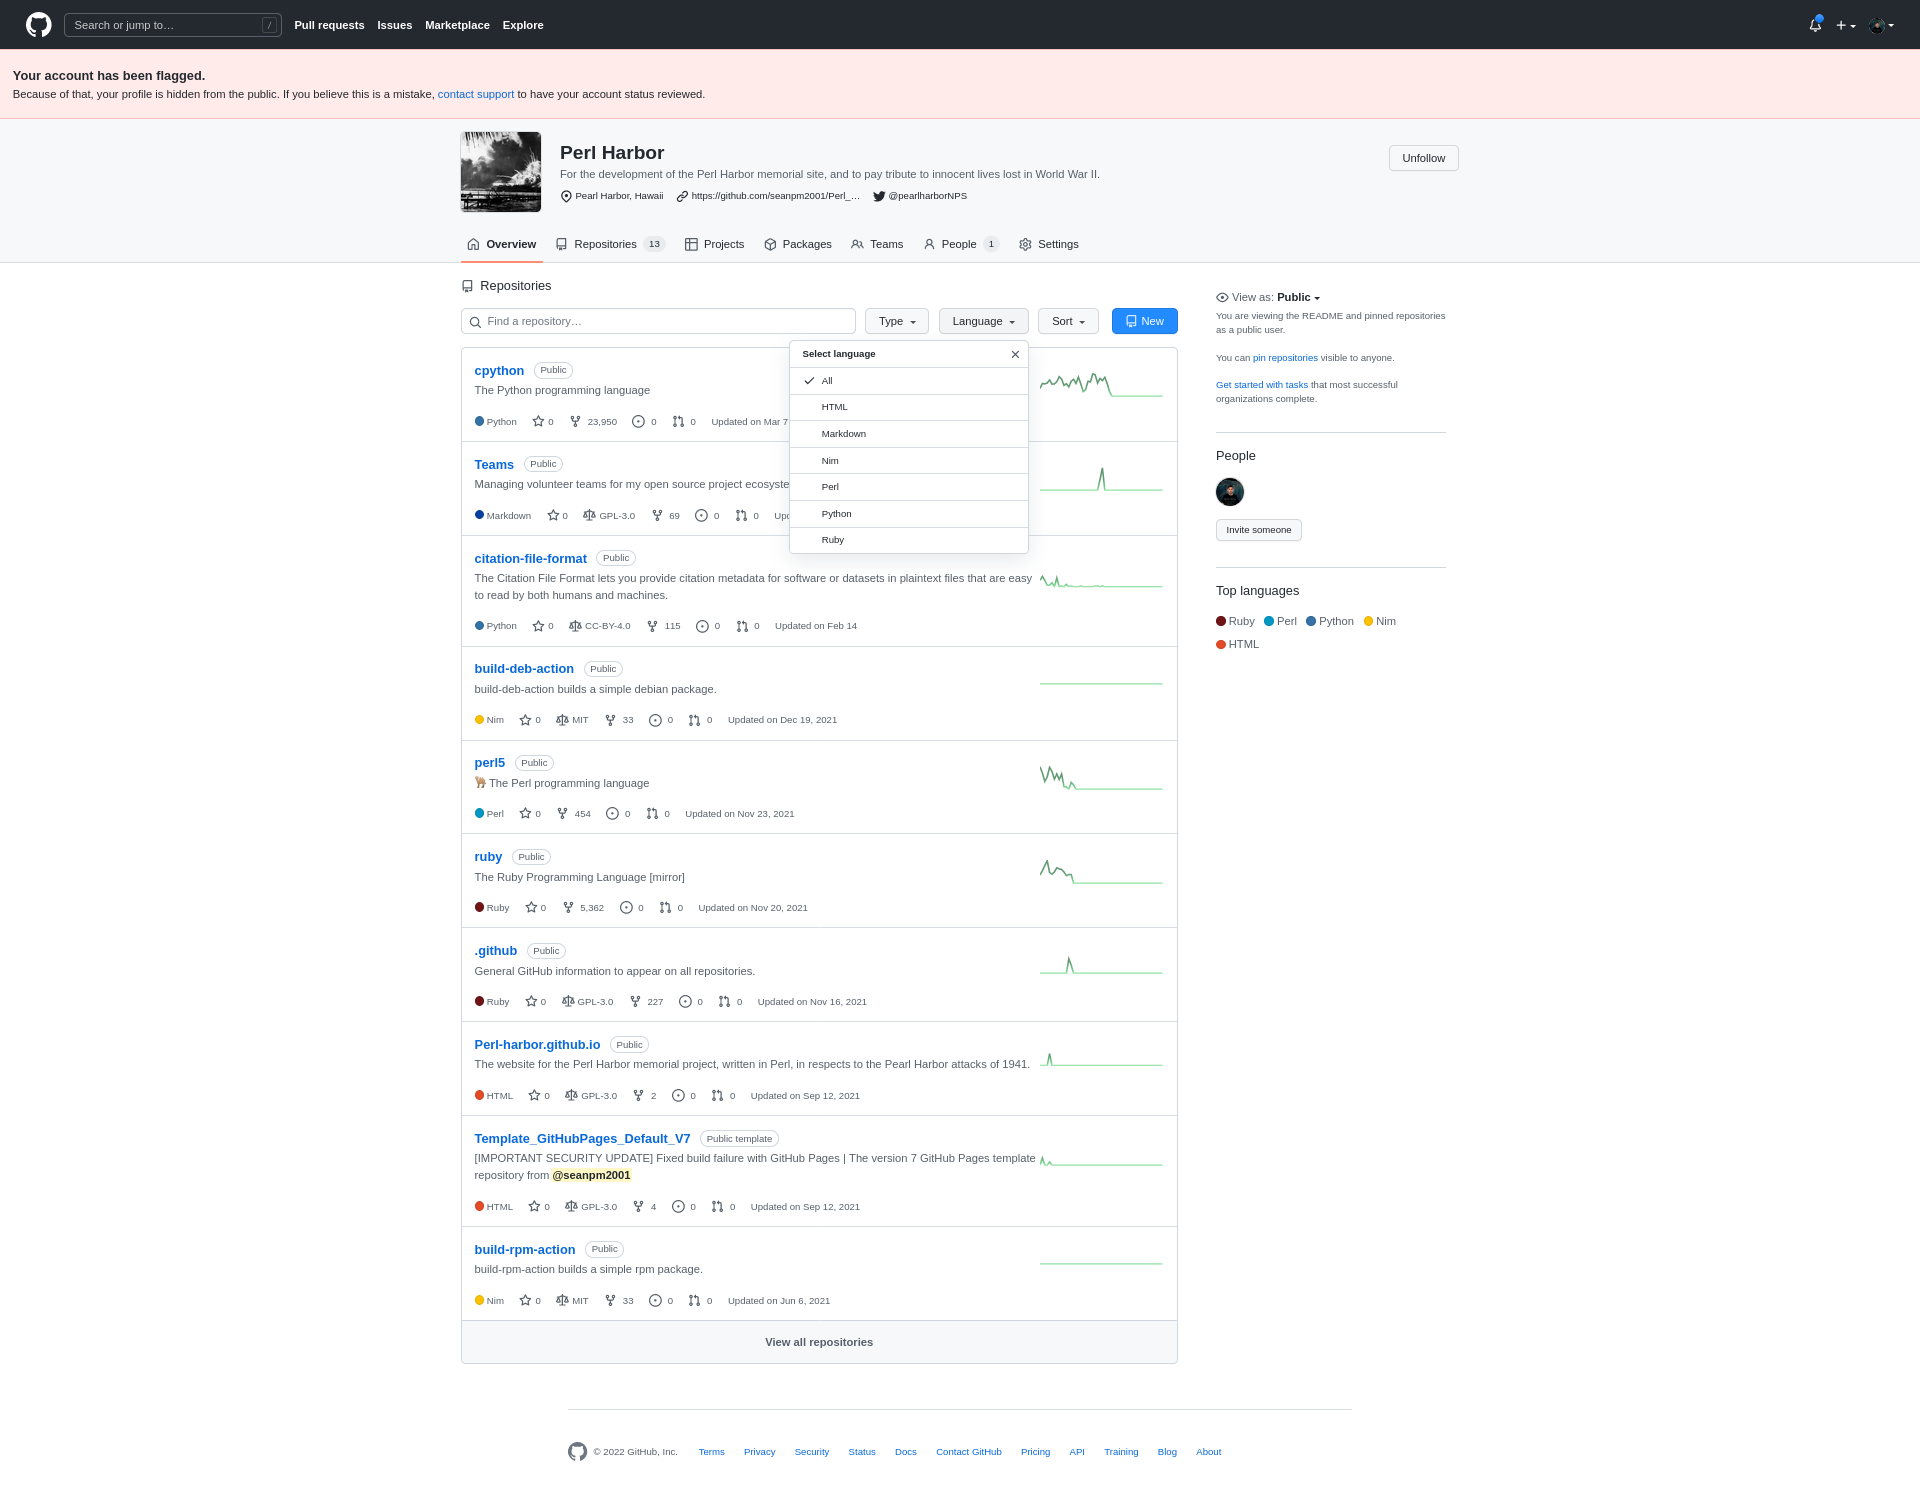 Search or jump to…
/
Pull requests Issues Marketplace Explore
Your account has been flagged.
Because of that, your profile is hidden from the public. If you believe this is a mistake, contact support to have your account status reviewed.
Perl Harbor
For the development of the Perl Harbor memorial site, and to pay tribute to innocent lives lost in World War II.
Pearl Harbor, Hawaii https://github.com/seanpm2001/Perl_… @pearlharborNPS
Unfollow
Overview Repositories 13 Projects Packages Teams People 1 Settings
Repositories
Find a repository…
Type Language Sort New
Select language
All
HTML
Markdown
Nim
Perl
Python
Ruby
cpython Public
The Python programming language
Python 0 23,950 0 0 Updated on Mar 7
Teams Public
Managing volunteer teams for my open source project ecosyste
Markdown 0 GPL-3.0 69 0 0 Upd
citation-file-format Public
The Citation File Format lets you provide citation metadata for software or datasets in plaintext files that are easy
to read by both humans and machines.
Python 0 CC-BY-4.0 115 0 0 Updated on Feb 14
build-deb-action Public
build-deb-action builds a simple debian package.
Nim 0 MIT 33 0 0 Updated on Dec 19, 2021
perl5 Public
🐪 The Perl programming language
Perl 0 454 0 0 Updated on Nov 23, 2021
ruby Public
The Ruby Programming Language [mirror]
Ruby 0 5,362 0 0 Updated on Nov 20, 2021
.github Public
General GitHub information to appear on all repositories.
Ruby 0 GPL-3.0 227 0 0 Updated on Nov 16, 2021
Perl-harbor.github.io Public
The website for the Perl Harbor memorial project, written in Perl, in respects to the Pearl Harbor attacks of 1941.
HTML 0 GPL-3.0 2 0 0 Updated on Sep 12, 2021
Template_GitHubPages_Default_V7 Public template
[IMPORTANT SECURITY UPDATE] Fixed build failure with GitHub Pages | The version 7 GitHub Pages template
repository from @seanpm2001
HTML 0 GPL-3.0 4 0 0 Updated on Sep 12, 2021
build-rpm-action Public
build-rpm-action builds a simple rpm package.
Nim 0 MIT 33 0 0 Updated on Jun 6, 2021
View all repositories
View as: Public
You are viewing the README and pinned repositories
as a public user.
You can pin repositories visible to anyone.
Get started with tasks that most successful
organizations complete.
People
Invite someone
Top languages
Ruby Perl Python Nim
HTML
© 2022 GitHub, Inc. Terms Privacy Security Status Docs Contact GitHub Pricing API Training Blog About